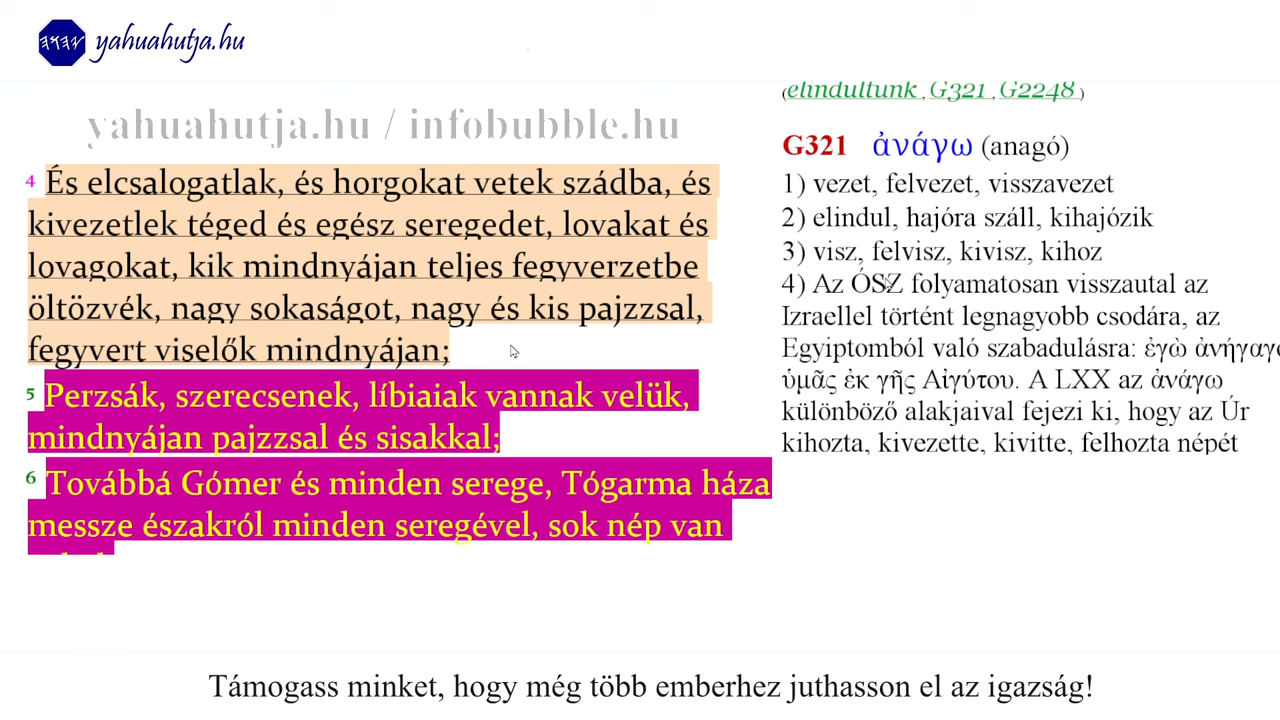 yahuahutja.hu
yahuahutja.hu / infobubble.hu
4 És elcsalogatlak, és horgokat vetek szádba, és
kivezetlek téged és egész seregedet, lovakat és
lovagokat, kik mindnyájan teljes fegyverzetbe
öltözvék, nagy sokaságot, nagy és kis pajzzsal,
fegyvert viselők mindnyájan;
5 Perzsák, szerecsenek, líbiaiak vannak velük,
mindnyájan pajzzsal és sisakkal;
6 Továbbá Gómer és minden serege, Tógarma háza
messze északról minden seregével, sok nép van
(elindultunk , G321 , G2248 )
G321 ἀνάγω (anagó)
1) vezet, felvezet, visszavezet
2) elindul, hajóra száll, kihajózik
3) visz, felvisz, kivisz, kihoz
4) Az ÓSZ folyamatosan visszautal az
Izraellel történt legnagyobb csodára, az
Egyiptomból való szabadulásra: ἐγὼ ἀνήγαγο
ὑμᾶς ἐκ γῆς Αἰγύτου. A LXX az ἀνάγω
különböző alakjaival fejezi ki, hogy az Úr
kihozta, kivezette, kivitte, felhozta népét
Támogass minket, hogy még több emberhez juthasson el az igazság!